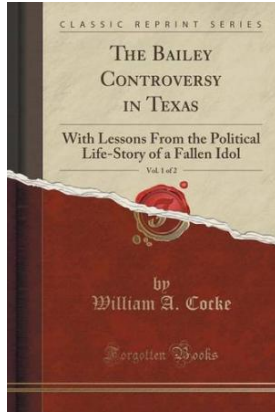 CLASSIC REPRINT SERIES
THE BAILEY
CONTROVERSY
IN TEXAS
With Lessons From the Political
Life-Story of a Fallen Idol
Vol. 1 of 2
by
William A. Cocke
Forgotten Books